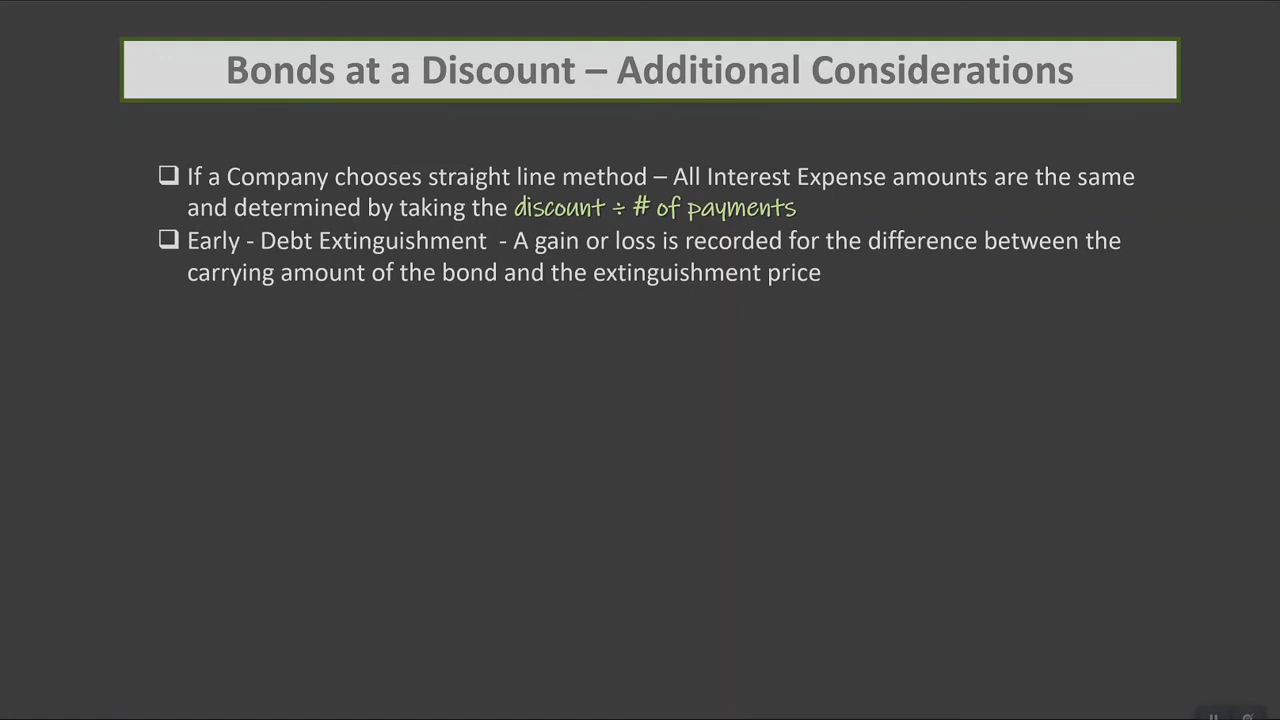 Bonds at a Discount – Additional Considerations
❑ If a Company chooses straight line method – All Interest Expense amounts are the same
and determined by taking the discount ÷ # of payments
❑ Early - Debt Extinguishment - A gain or loss is recorded for the difference between the
carrying amount of the bond and the extinguishment price